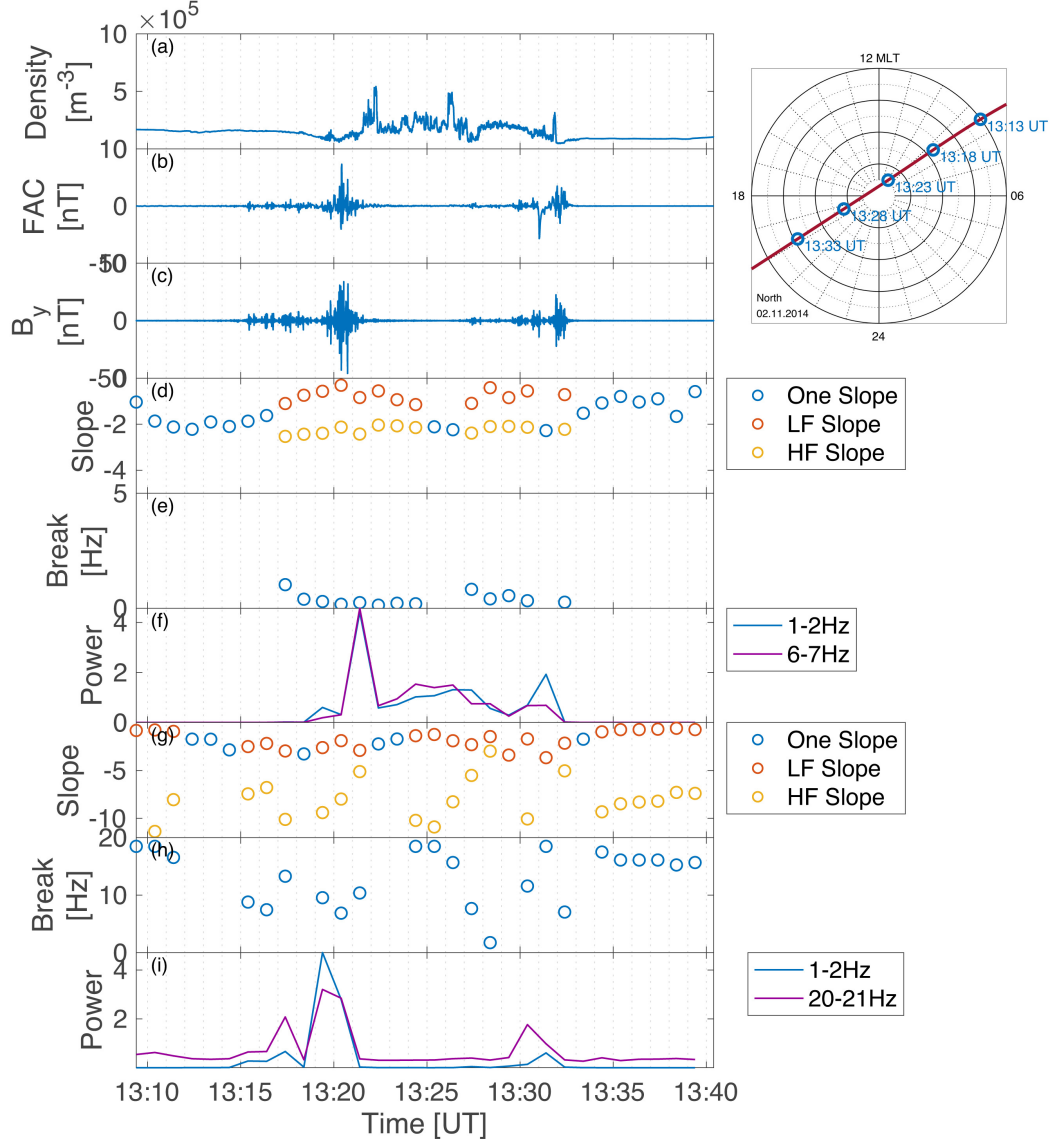 ×10⁵
(a)
10
5
Density
[m⁻³]
(b)
10
0
-50
FAC
[nT]
(c)
50
0
-50
B_y
[nT]
(d)
0
-2
-4
Slope
One Slope
LF Slope
HF Slope
(e)
5
0
Break
[Hz]
(f)
4
2
0
Power
1-2Hz
6-7Hz
(g)
-5
-10
Slope
One Slope
LF Slope
HF Slope
(h)
20
10
0
Break
[Hz]
(i)
4
2
Power
1-2Hz
20-21Hz
13:10
13:15
13:20
13:25
13:30
13:35
13:40
Time [UT]
12 MLT
18
06
24
13:13 UT
13:18 UT
13:23 UT
13:28 UT
13:33 UT
North
02.11.2014